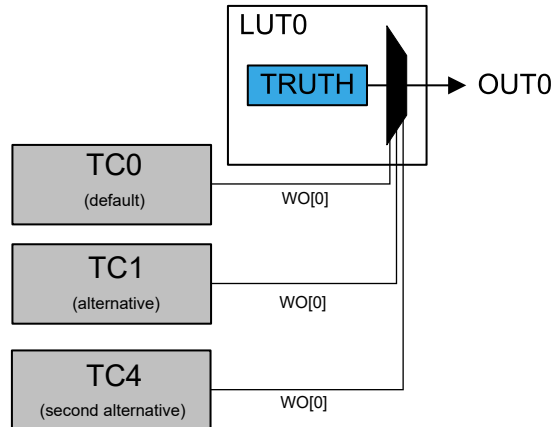 LUT0
TRUTH
OUT0
TC0
(default)
WO[0]
TC1
(alternative)
WO[0]
TC4
(second alternative)
WO[0]